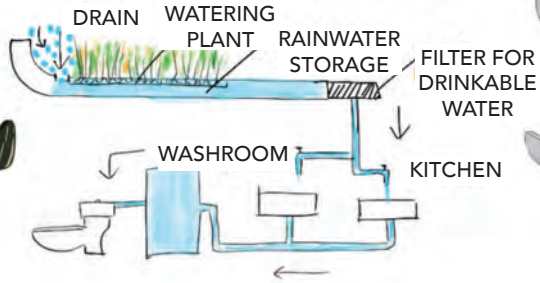 DRAIN
WATERING
PLANT
RAINWATER
STORAGE
FILTER FOR
DRINKABLE
WATER
WASHROOM
KITCHEN